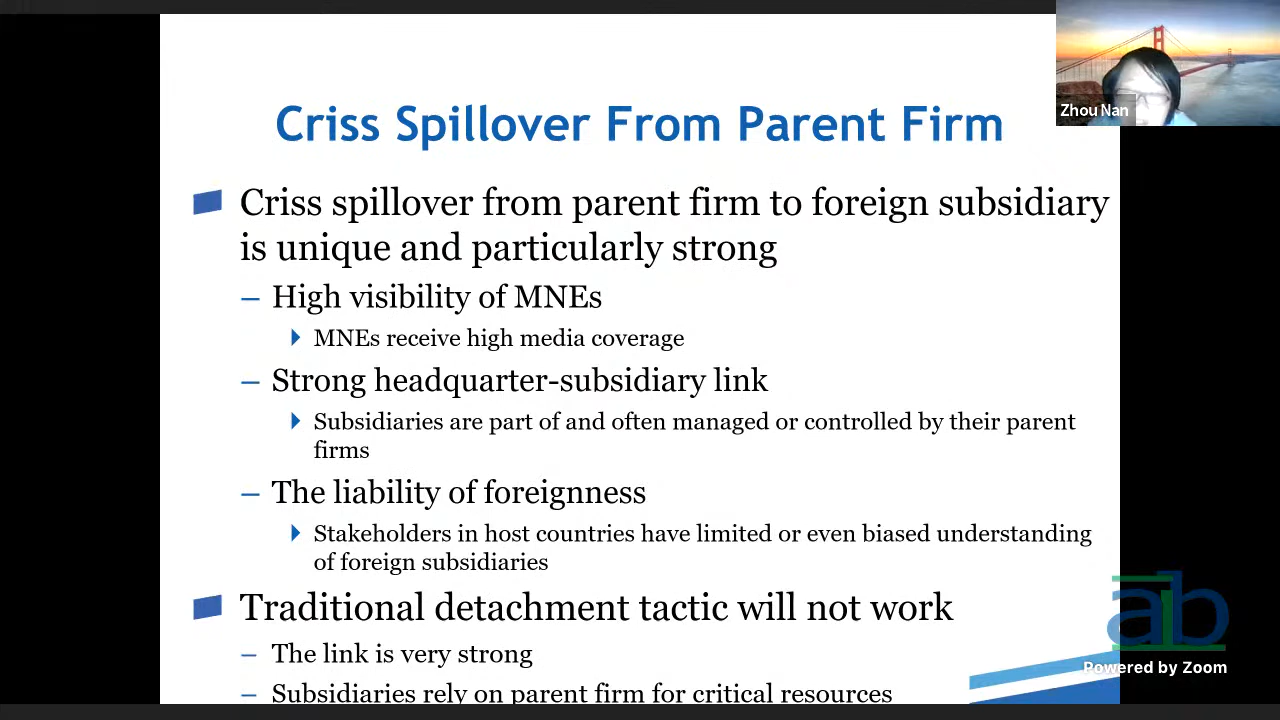 Criss Spillover From Parent Firm
Zhou Nan
Criss spillover from parent firm to foreign subsidiary
is unique and particularly strong
– High visibility of MNEs
MNEs receive high media coverage
– Strong headquarter-subsidiary link
Subsidiaries are part of and often managed or controlled by their parent
firms
– The liability of foreignness
Stakeholders in host countries have limited or even biased understanding
of foreign subsidiaries
Traditional detachment tactic will not work
– The link is very strong
– Subsidiaries rely on parent firm for critical resources
aib
Powered by Zoom